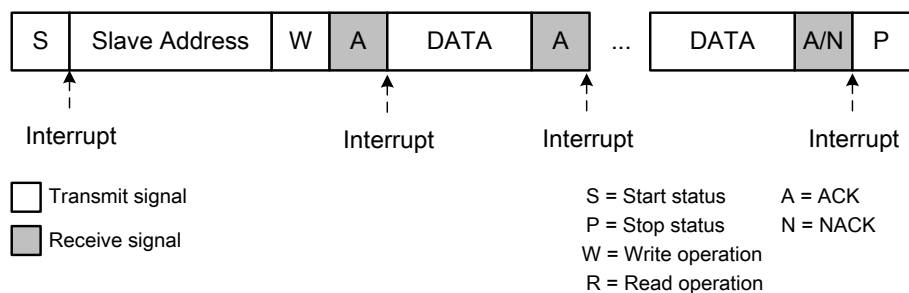 S Slave Address W A DATA A ... DATA A/N P
Interrupt Interrupt Interrupt Interrupt
Transmit signal
Receive signal
S = Start status A = ACK
P = Stop status N = NACK
W = Write operation
R = Read operation